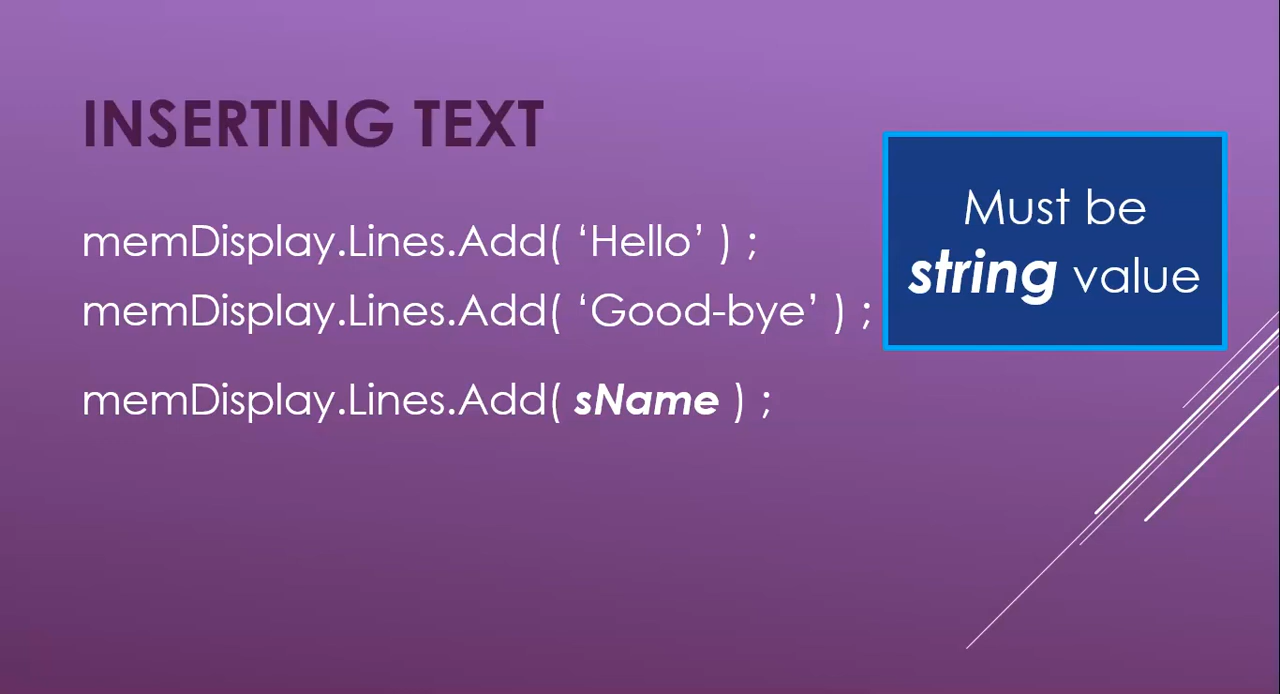 INSERTING TEXT
memDisplay.Lines.Add( ‘Hello’ ) ;
memDisplay.Lines.Add( ‘Good-bye’ ) ;
memDisplay.Lines.Add( sName ) ;
Must be
string value